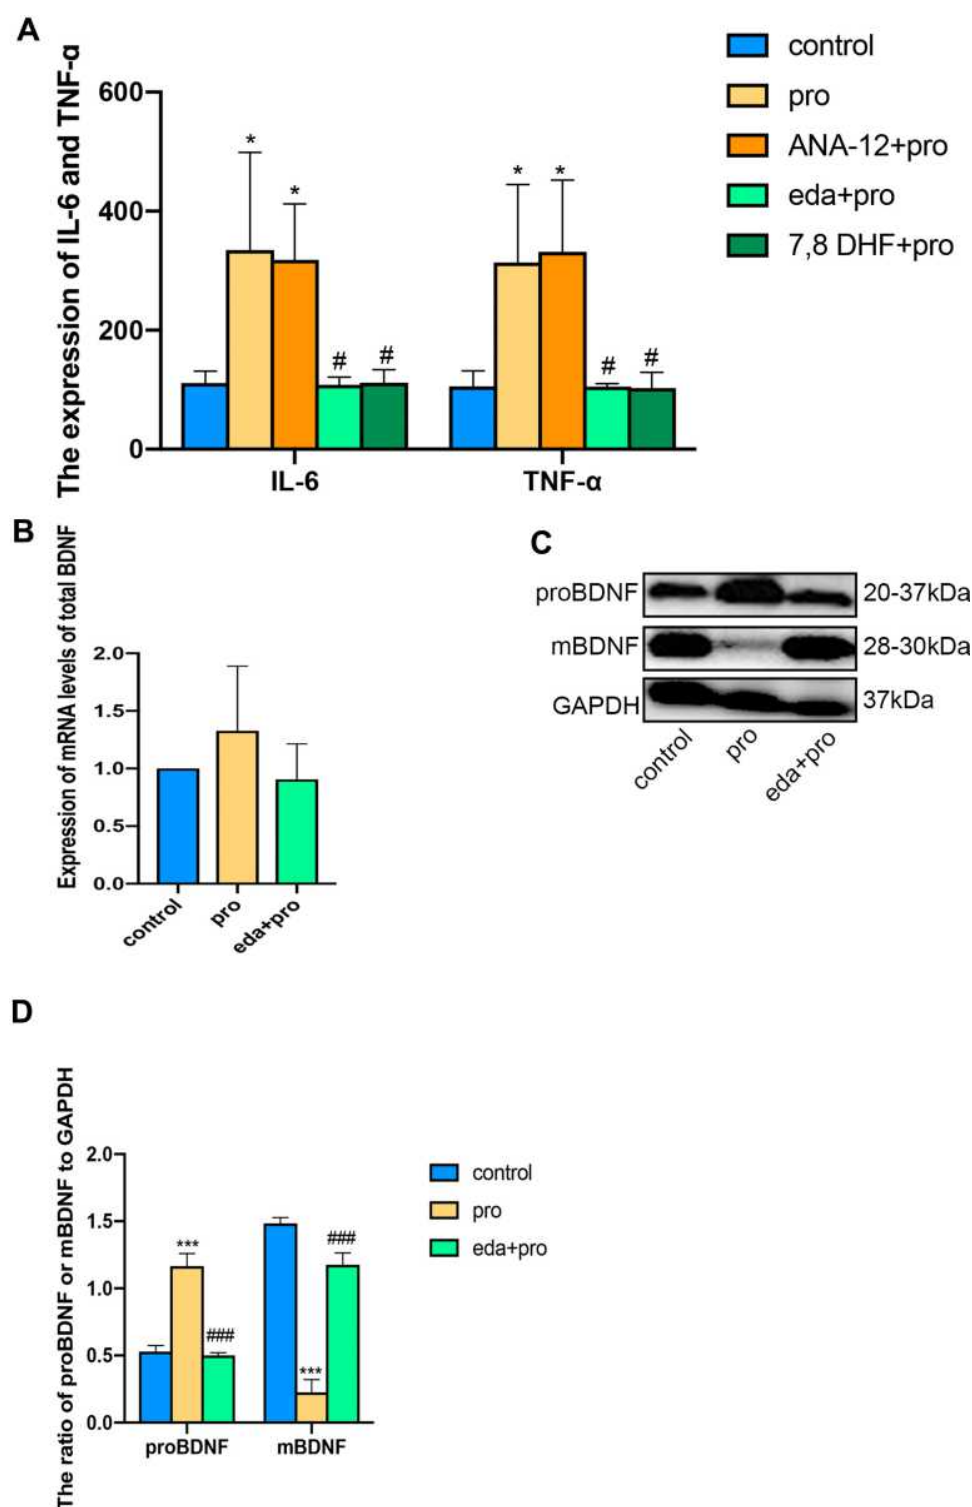 A
The expression of IL-6 and TNF-α
600
400
200
0
* * # #
* * # #
IL-6 TNF-α
control
pro
ANA-12+pro
eda+pro
7,8 DHF+pro
B
Expression of mRNA levels of total BDNF
2.0
1.5
1.0
0.5
0.0
control pro eda+pro
C
proBDNF 20-37kDa
mBDNF 28-30kDa
GAPDH 37kDa
control pro eda+pro
D
The ratio of proBDNF or mBDNF to GAPDH
2.0
1.5
1.0
0.5
0.0
*** ###
*** ###
proBDNF mBDNF
control
pro
eda+pro